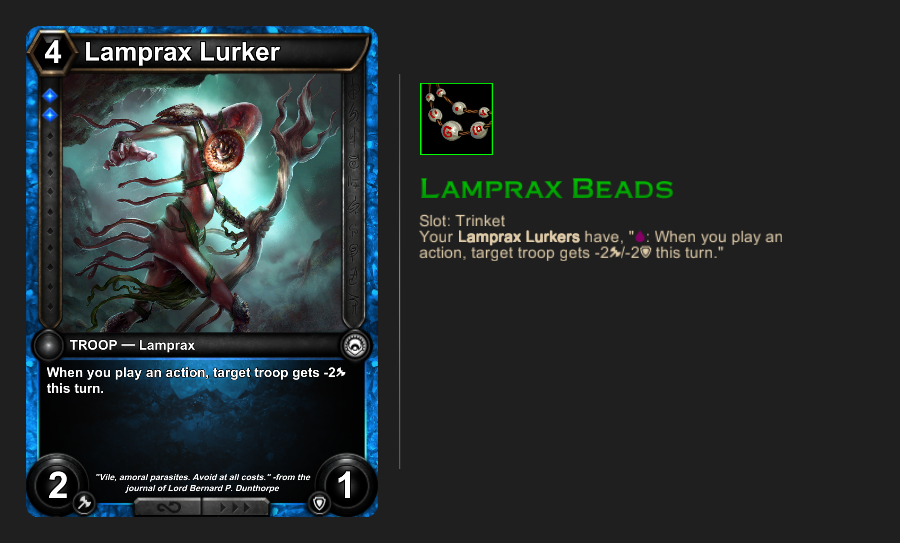 4 Lamprax Lurker
TROOP — Lamprax
When you play an action, target troop gets -2
this turn.
"Vile, amoral parasites. Avoid at all costs." -from the
journal of Lord Bernard P. Dunthorpe
2
1
LAMPRAX BEADS
Slot: Trinket
Your Lamprax Lurkers have, ": When you play an
action, target troop gets -2/-2 this turn."